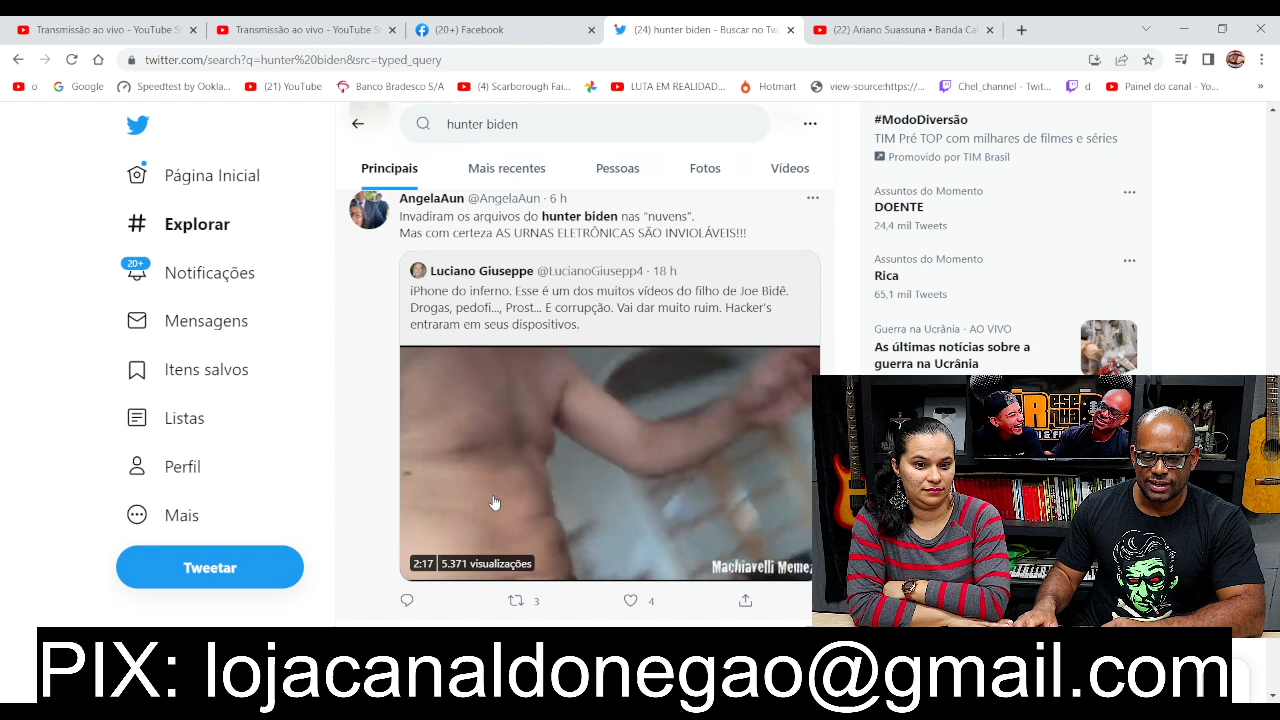 Transmissão ao vivo - YouTube St
Transmissão ao vivo - YouTube St
(20+) Facebook
(24) hunter biden - Buscar no Tw
(22) Ariano Suassuna • Banda Ca
twitter.com/search?q=hunter%20biden&src=typed_query
o
Google
Speedtest by Ookla...
(21) YouTube
Banco Bradesco S/A
(4) Scarborough Fai...
LUTA EM REALIDAD...
Hotmart
view-source:https://...
Chel_channel - Twit...
d
Painel do canal - Yo...
»
hunter biden
Principais
Mais recentes
Pessoas
Fotos
Vídeos
Página Inicial
Explorar
20+
Notificações
Mensagens
Itens salvos
Listas
Perfil
Mais
Tweetar
AngelaAun @AngelaAun · 6 h
Invadiram os arquivos do hunter biden nas “nuvens”.
Mas com certeza AS URNAS ELETRÔNICAS SÃO INVIOLÁVEIS!!!
Luciano Giuseppe @LucianoGiusepp4 · 18 h
iPhone do inferno. Esse é um dos muitos vídeos do filho de Joe Bidê.
Drogas, pedofi..., Prost... E corrupção. Vai dar muito ruim. Hacker's
entraram em seus dispositivos.
2:17 5.371 visualizações
Machiavelli Meme
3
4
#ModoDiversão
TIM Pré TOP com milhares de filmes e séries
Promovido por TIM Brasil
Assuntos do Momento
DOENTE
24,4 mil Tweets
Assuntos do Momento
Rica
65,1 mil Tweets
Guerra na Ucrânia · AO VIVO
As últimas notícias sobre a
guerra na Ucrânia
PIX: lojacanaldonegao@gmail.com